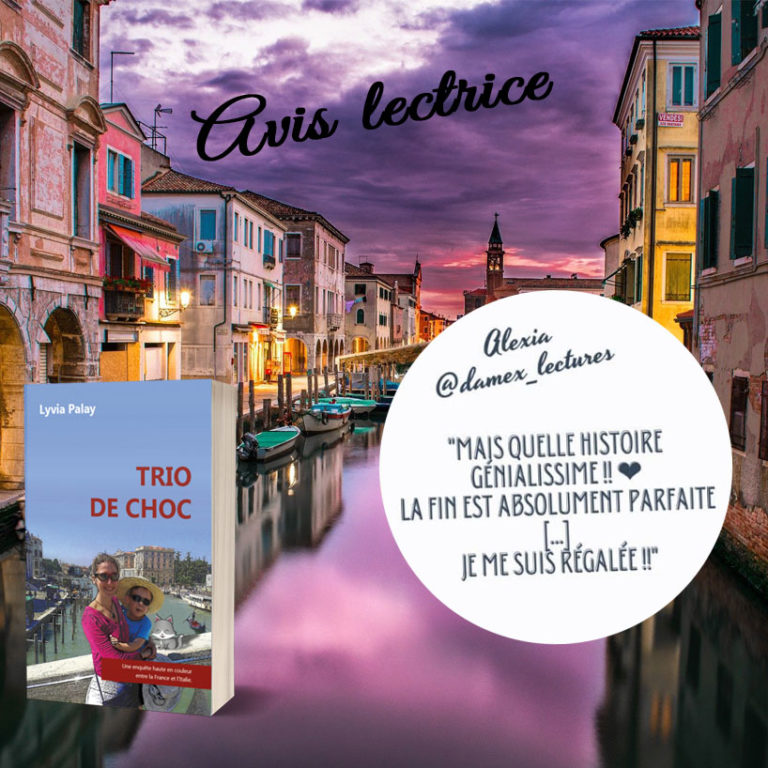 Avis lectrice
VENDESI
Alexia
@damex_lectures
"MAIS QUELLE HISTOIRE
GÉNIALISSIME !! ❤
LA FIN EST ABSOLUMENT PARFAITE
[...]
JE ME SUIS RÉGALÉE !!"
Lyvia Palay
TRIO
DE CHOC
Une enquête haute en couleur
entre la France et l'Italie.